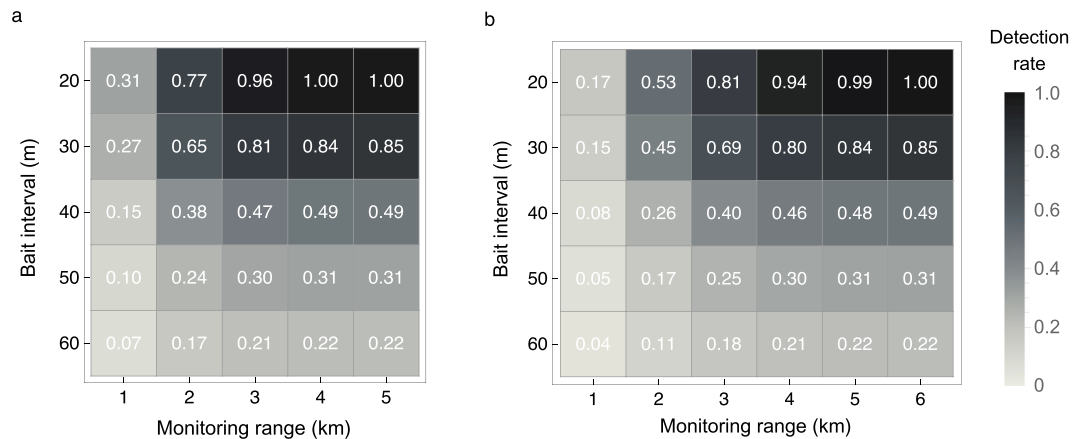 a
Bait interval (m)
20 0.31 0.77 0.96 1.00 1.00
30 0.27 0.65 0.81 0.84 0.85
40 0.15 0.38 0.47 0.49 0.49
50 0.10 0.24 0.30 0.31 0.31
60 0.07 0.17 0.21 0.22 0.22
1 2 3 4 5
Monitoring range (km)
b
Bait interval (m)
20 0.17 0.53 0.81 0.94 0.99 1.00
30 0.15 0.45 0.69 0.80 0.84 0.85
40 0.08 0.26 0.40 0.46 0.48 0.49
50 0.05 0.17 0.25 0.30 0.31 0.31
60 0.04 0.11 0.18 0.21 0.22 0.22
1 2 3 4 5 6
Monitoring range (km)
Detection
rate
1.0
0.8
0.6
0.4
0.2
0